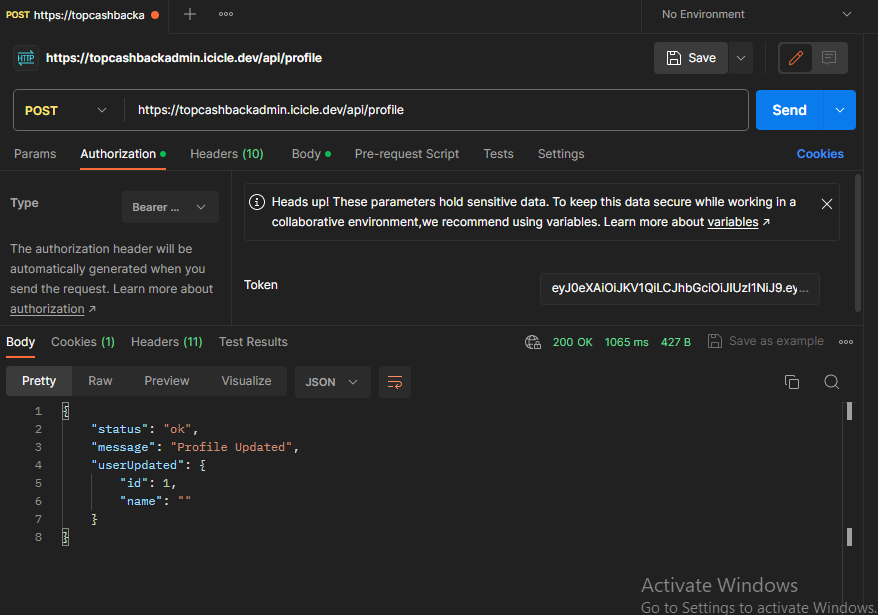 POST https://topcashbacka
No Environment
HTTP https://topcashbackadmin.icicle.dev/api/profile
Save
POST https://topcashbackadmin.icicle.dev/api/profile
Send
Params Authorization Headers (10) Body Pre-request Script Tests Settings Cookies
Type Bearer ...
The authorization header will be
automatically generated when you
send the request. Learn more about
authorization ↗
Heads up! These parameters hold sensitive data. To keep this data secure while working in a
collaborative environment,we recommend using variables. Learn more about variables ↗
Token eyJ0eXAiOiJKV1QiLCJhbGciOiJIUzI1NiJ9.ey...
Body Cookies (1) Headers (11) Test Results 200 OK 1065 ms 427 B Save as example
Pretty Raw Preview Visualize JSON
1 {
2 "status": "ok",
3 "message": "Profile Updated",
4 "userUpdated": {
5 "id": 1,
6 "name": ""
7 }
8 }
Activate Windows
Go to Settings to activate Windows.